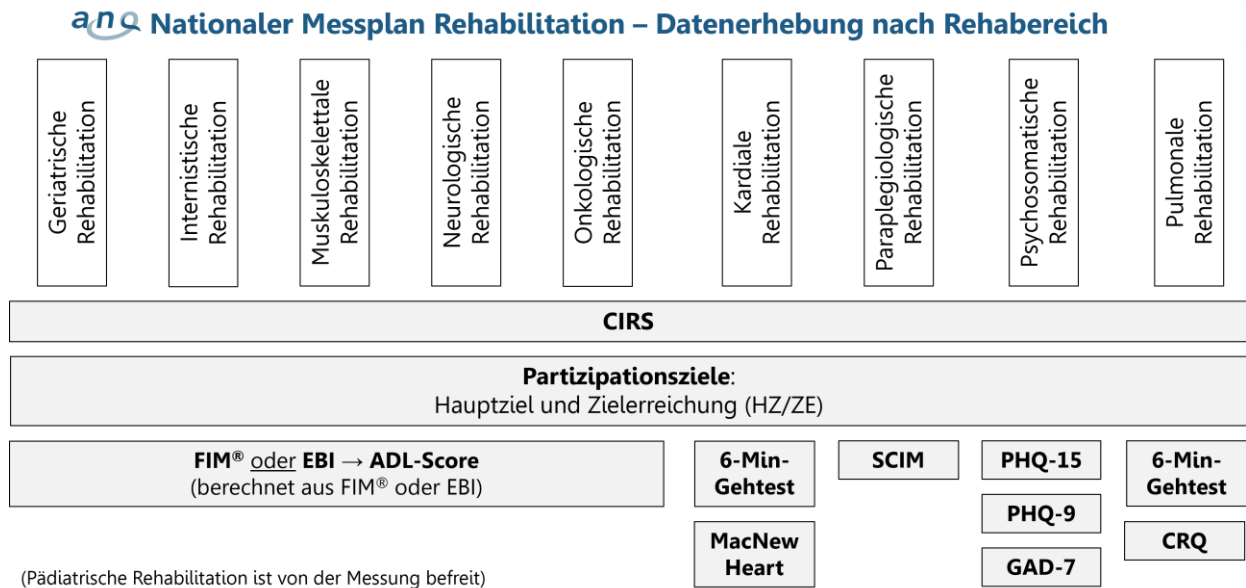 anq Nationaler Messplan Rehabilitation – Datenerhebung nach Rehabereich
Geriatrische
Rehabilitation
Internistische
Rehabilitation
Muskuloskelettale
Rehabilitation
Neurologische
Rehabilitation
Onkologische
Rehabilitation
Kardiale
Rehabilitation
Paraplegiologische
Rehabilitation
Psychosomatische
Rehabilitation
Pulmonale
Rehabilitation
CIRS
Partizipationsziele:
Hauptziel und Zielerreichung (HZ/ZE)
FIM® oder EBI → ADL-Score
(berechnet aus FIM® oder EBI)
6-Min-
Gehtest
MacNew
Heart
SCIM
PHQ-15
PHQ-9
GAD-7
6-Min-
Gehtest
CRQ
(Pädiatrische Rehabilitation ist von der Messung befreit)